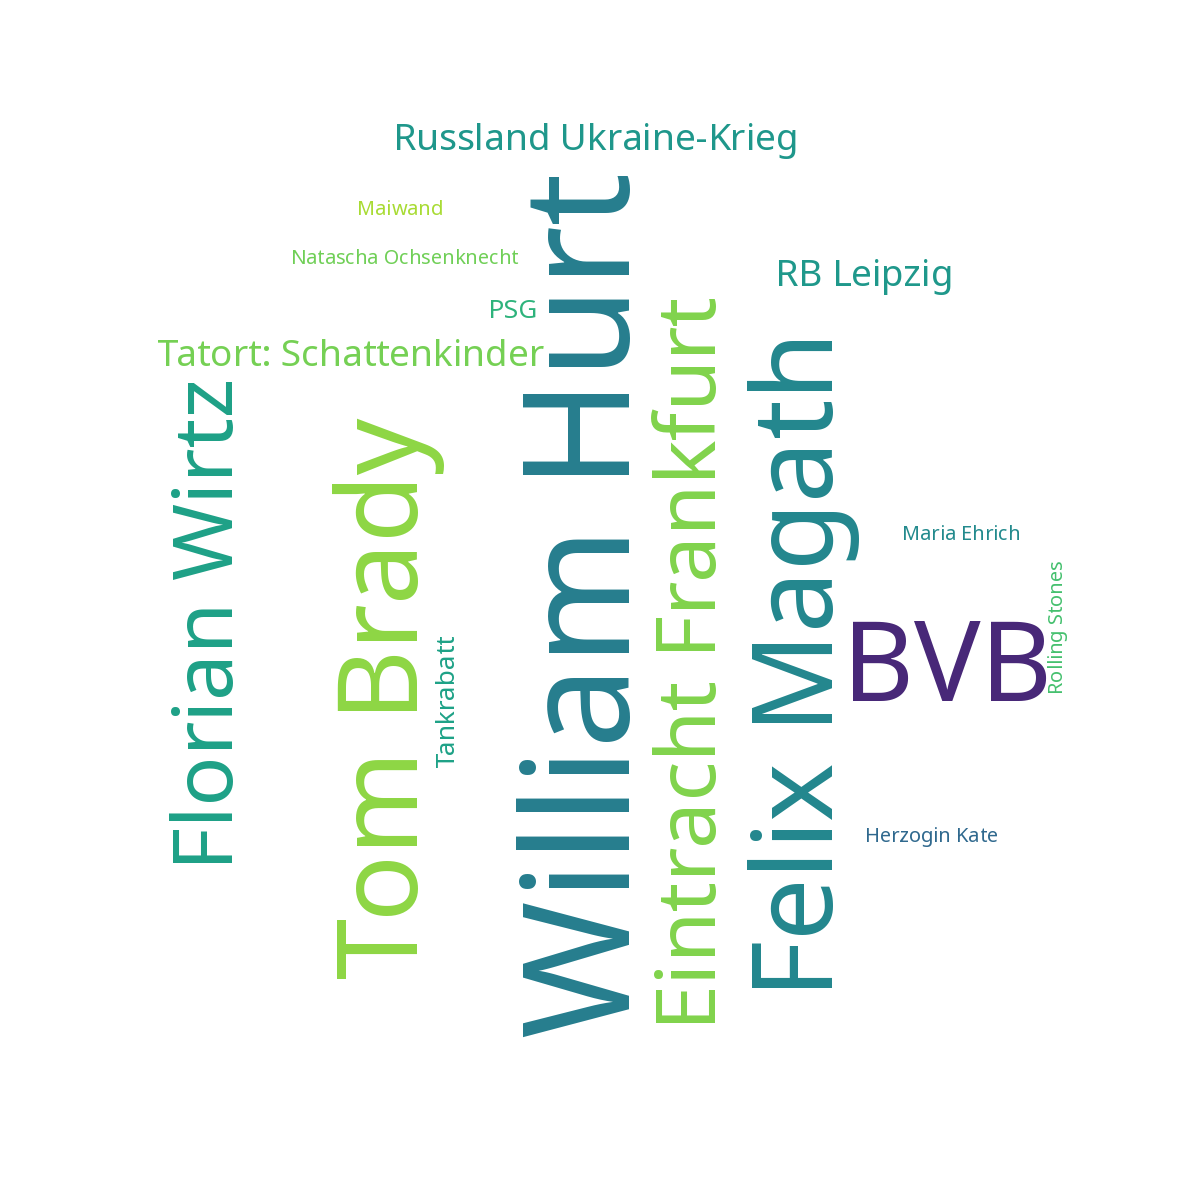 Russland Ukraine-Krieg
Maiwand
Natascha Ochsenknecht
RB Leipzig
PSG
Tatort: Schattenkinder
Florian Wirtz
Tom Brady
Tankrabatt
William Hurt
Eintracht Frankfurt
Felix Magath
Maria Ehrich
BVB
Rolling Stones
Herzogin Kate